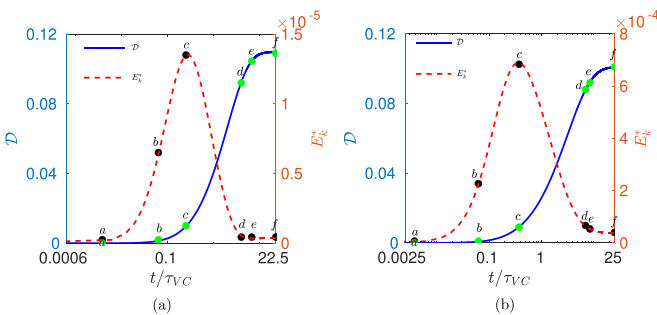 (a)
×10⁻⁵
0.12
0.08
0.04
0
𝒟
1.5
1
0.5
0
E*ₖ
𝒟
E*ₖ
a
b
c
d
e
f
a
b
c
d
e
f
0.0006
0.1
22.5
t/τ_VC
(b)
×10⁻⁴
0.12
0.08
0.04
0
𝒟
8
6
4
2
0
E*ₖ
𝒟
E*ₖ
a
b
c
d
e
f
b
c
d
e
f
0.0025
0.1
1
25
t/τ_VC